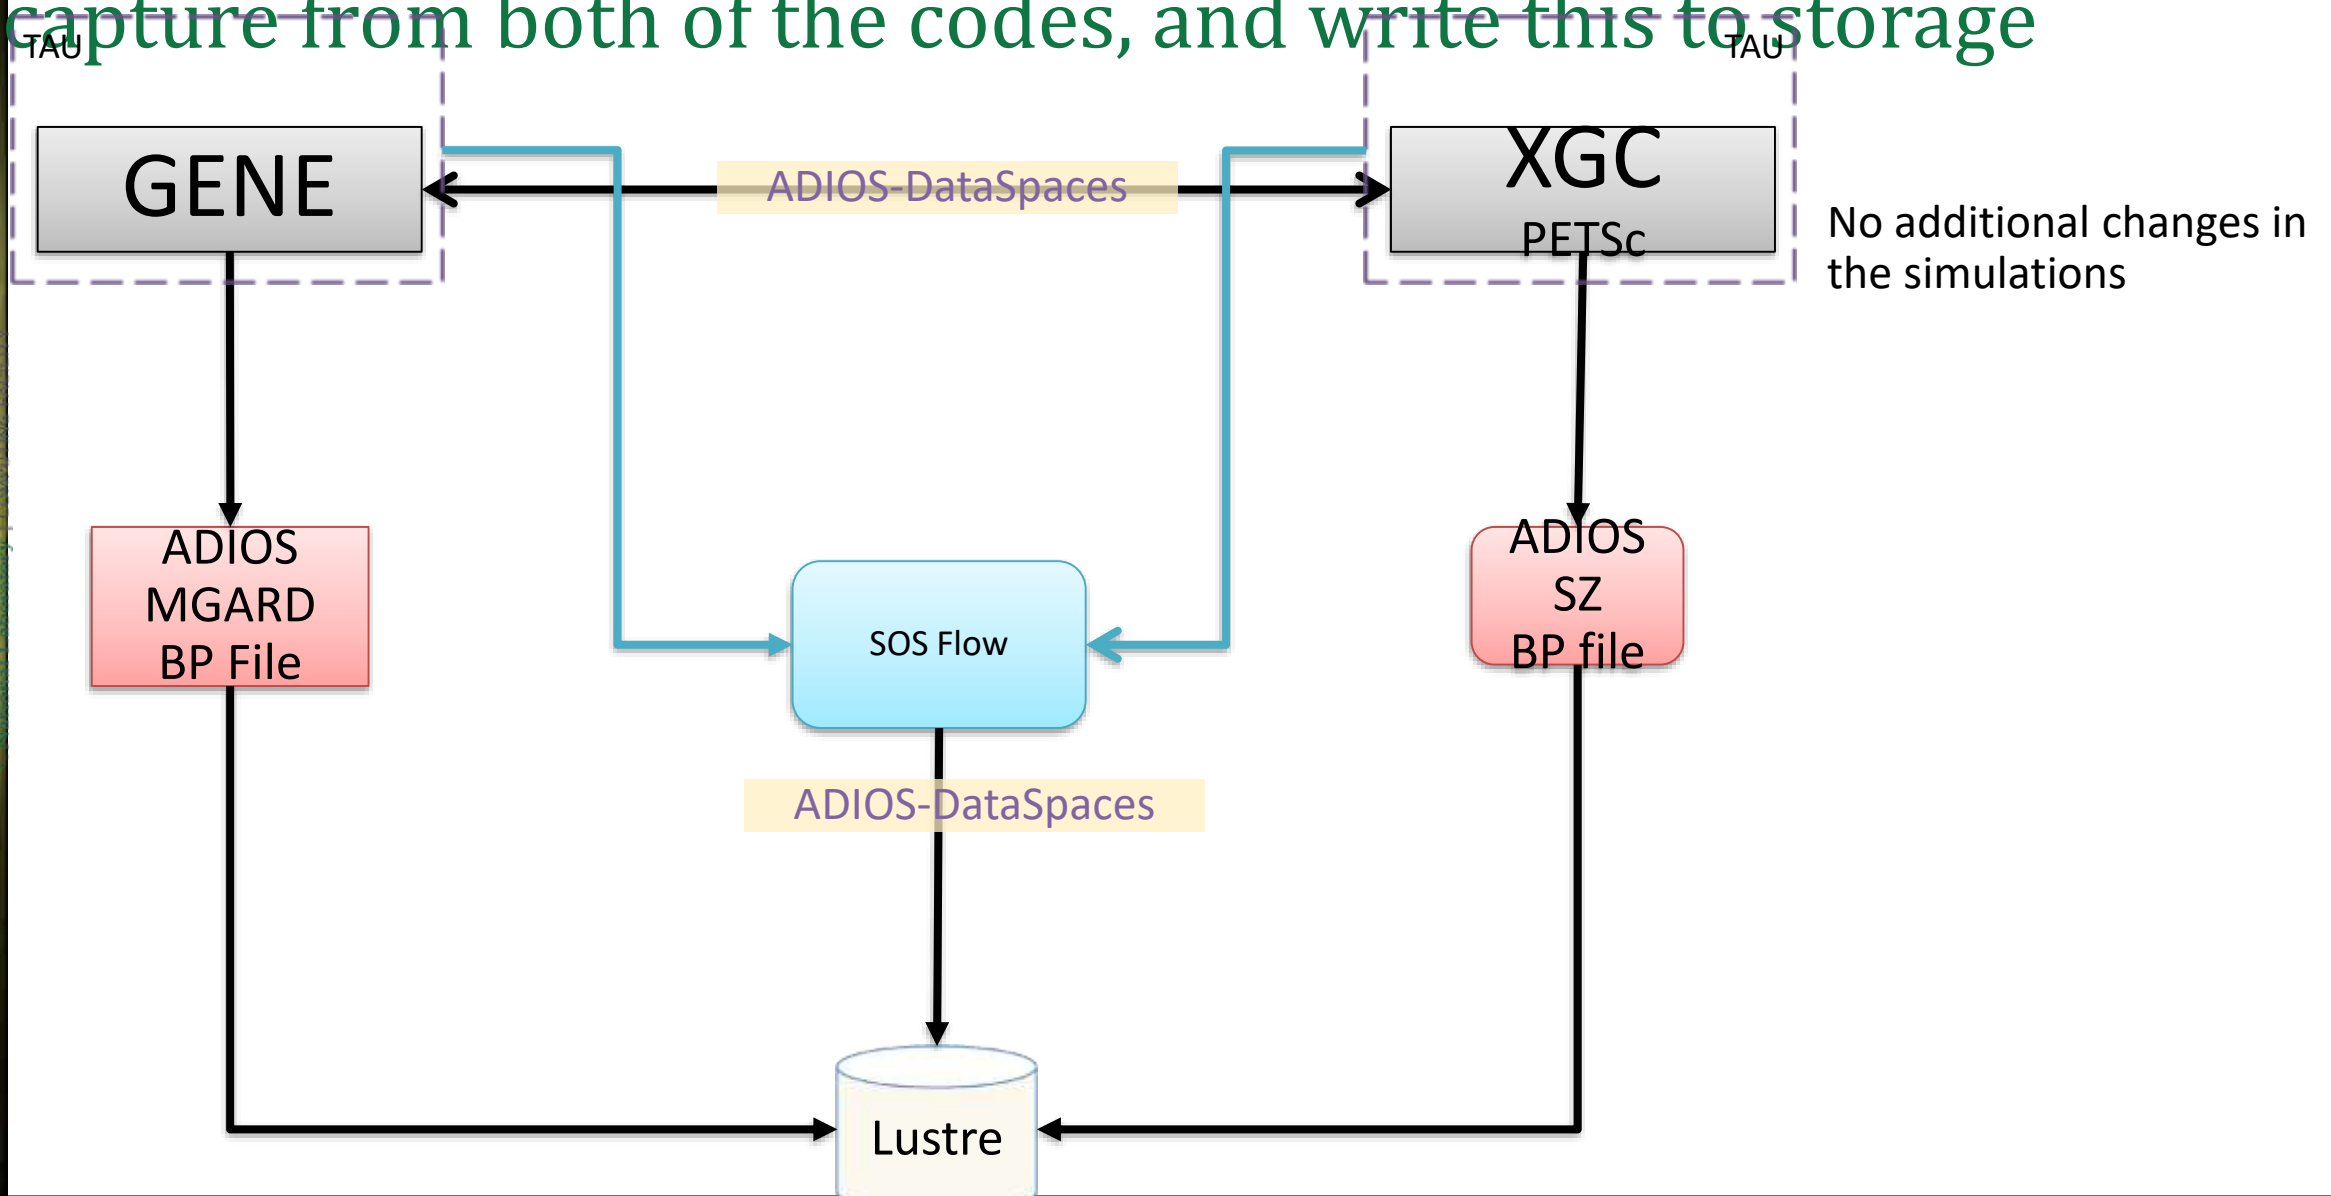 capture from both of the codes, and write this to storage
TAU
TAU
GENE
ADIOS-DataSpaces
XGC
PETSc
No additional changes in
the simulations
ADIOS
MGARD
BP File
SOS Flow
ADIOS
SZ
BP file
ADIOS-DataSpaces
Lustre